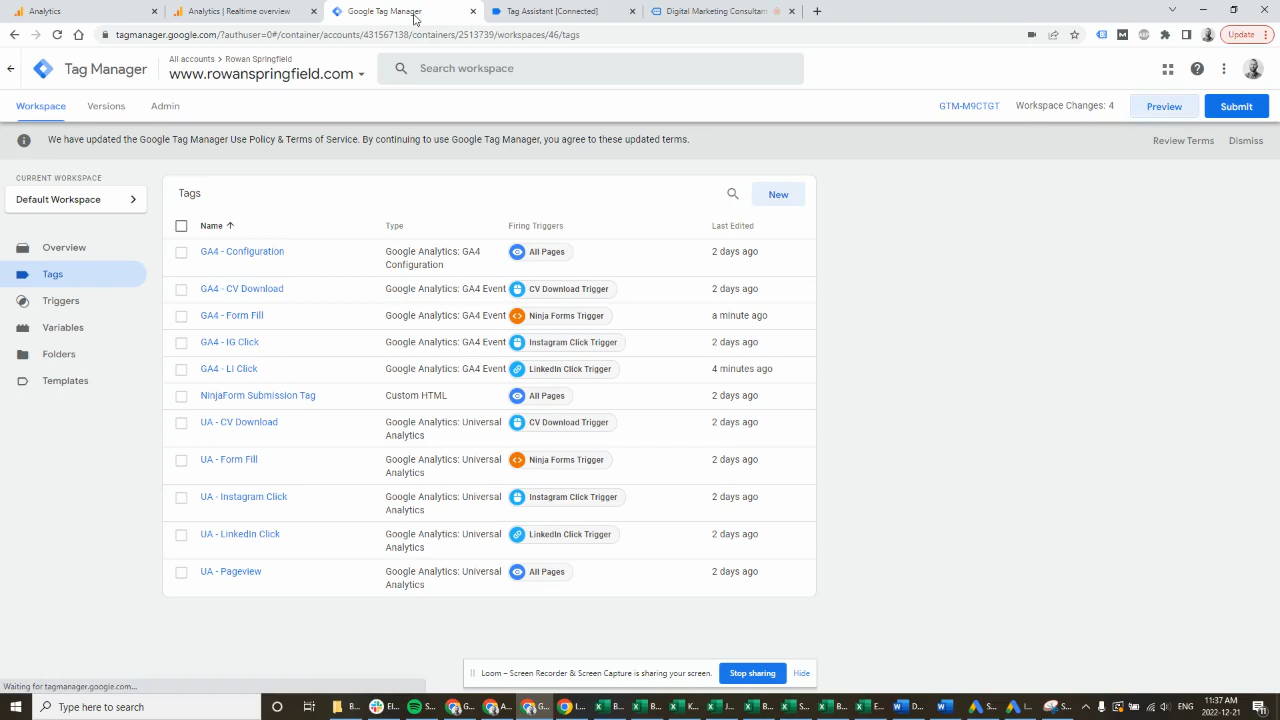 Analytics
Analytics | Realtime overview
Google Tag Manager
Tag Assistant [Connected]
Digital Marketing Consultant
tagmanager.google.com/?authuser=0#/container/accounts/431567138/containers/2513739/workspaces/46/tags
Update
Tag Manager
All accounts > Rowan Springfield
www.rowanspringfield.com
Search workspace
Workspace
Versions
Admin
GTM-M9CTGT
Workspace Changes: 4
Preview
Submit
We have updated the Google Tag Manager Use Policy & Terms of Service. By continuing to use Google Tag Manager, you agree to these updated terms.
Review Terms
Dismiss
CURRENT WORKSPACE
Default Workspace
Overview
Tags
Triggers
Variables
Folders
Templates
Tags
New
Name
Type
Firing Triggers
Last Edited
GA4 - Configuration
Google Analytics: GA4
Configuration
All Pages
2 days ago
GA4 - CV Download
Google Analytics: GA4 Event
CV Download Trigger
2 days ago
GA4 - Form Fill
Google Analytics: GA4 Event
Ninja Forms Trigger
a minute ago
GA4 - IG Click
Google Analytics: GA4 Event
Instagram Click Trigger
2 days ago
GA4 - LI Click
Google Analytics: GA4 Event
LinkedIn Click Trigger
4 minutes ago
NinjaForm Submission Tag
Custom HTML
All Pages
2 days ago
UA - CV Download
Google Analytics: Universal
Analytics
CV Download Trigger
2 days ago
UA - Form Fill
Google Analytics: Universal
Analytics
Ninja Forms Trigger
2 days ago
UA - Instagram Click
Google Analytics: Universal
Analytics
Instagram Click Trigger
2 days ago
UA - LinkedIn Click
Google Analytics: Universal
Analytics
LinkedIn Click Trigger
2 days ago
UA - Pageview
Google Analytics: Universal
Analytics
All Pages
2 days ago
Loom – Screen Recorder & Screen Capture is sharing your screen.
Stop sharing
Hide
Waiting for tagmanager.google.com...
Type here to search
El...
S...
G...
A...
G...
L...
B...
B...
K...
B...
S...
S...
E...
W...
D...
W...
S...
I...
11:37 AM
2022-12-21